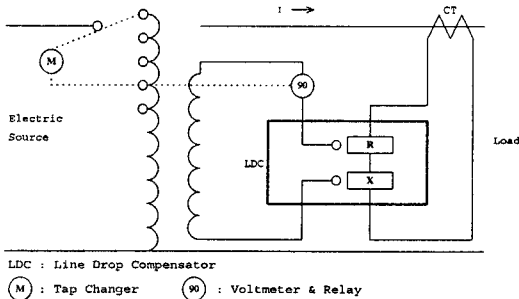 I
CT
M
90
Electric
Source
LDC
R
X
Load
LDC : Line Drop Compensator
M : Tap Changer 90 : Voltmeter & Relay